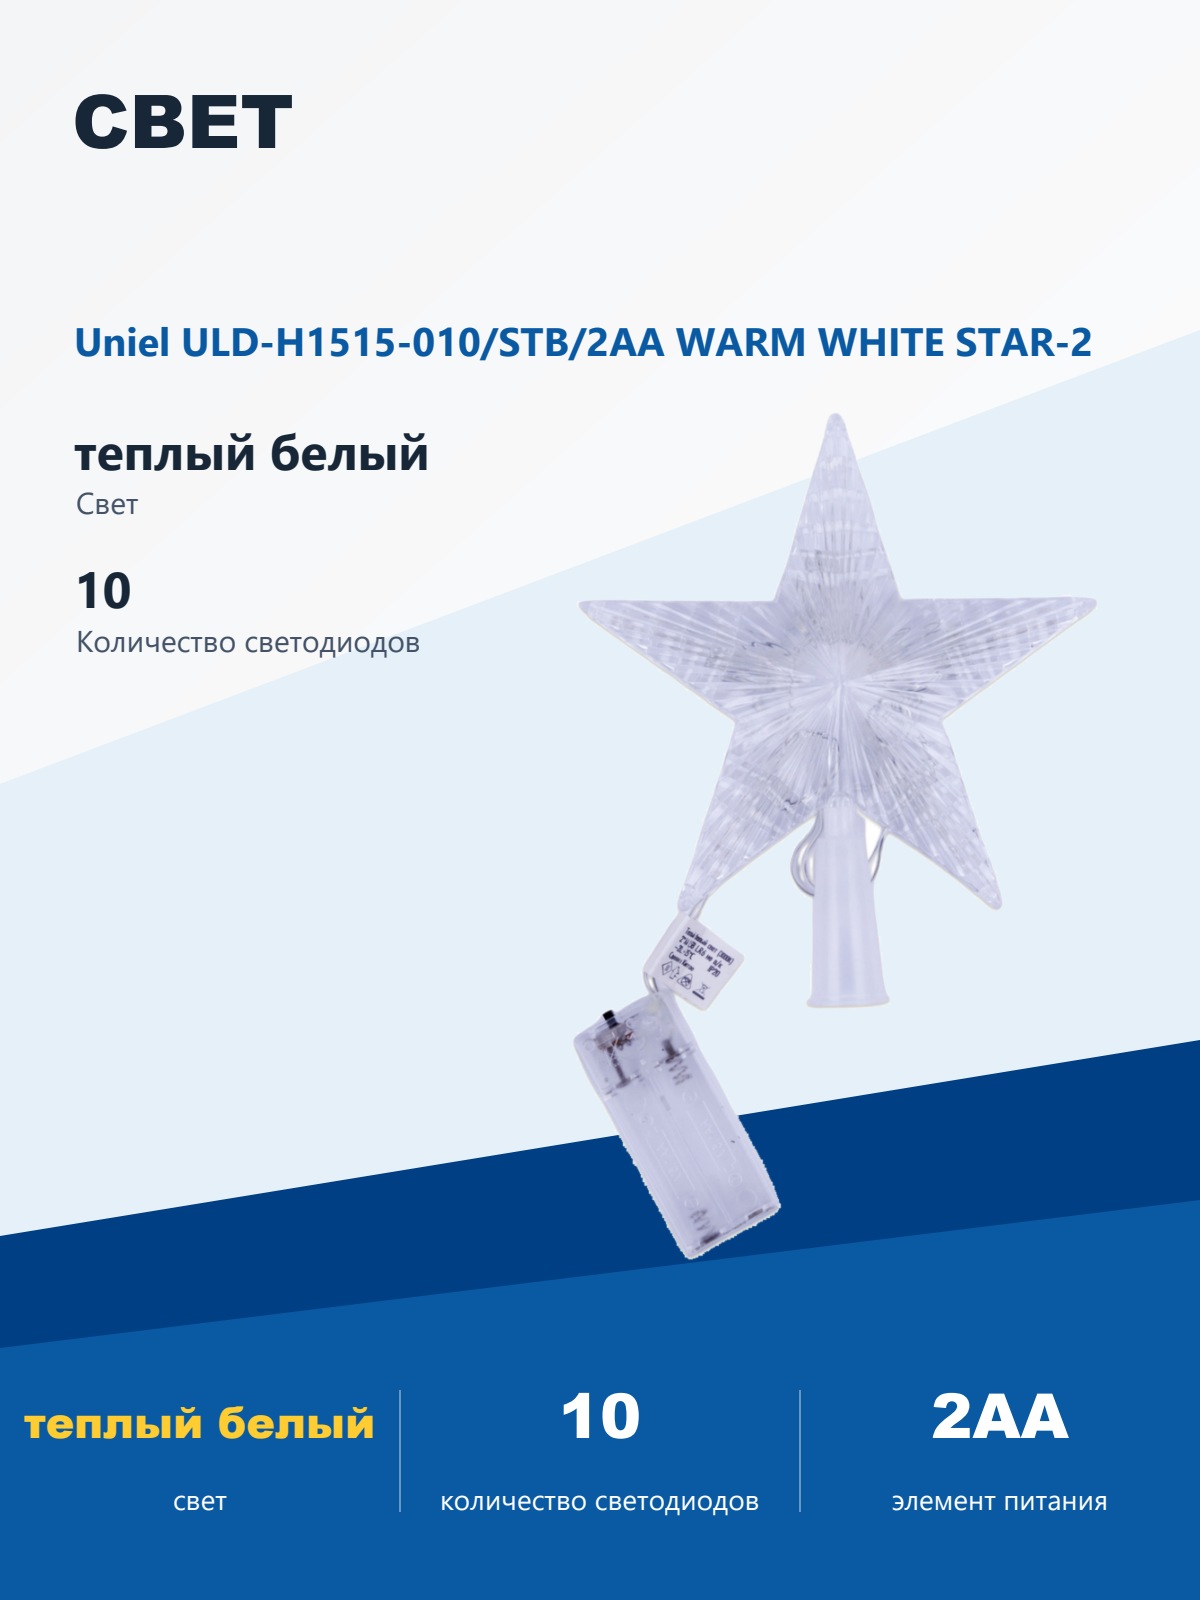 СВЕТ
Uniel ULD-H1515-010/STB/2AA WARM WHITE STAR-2
теплый белый
Свет
10
Количество светодиодов
IP20
теплый белый
свет
10
количество светодиодов
2AA
элемент питания